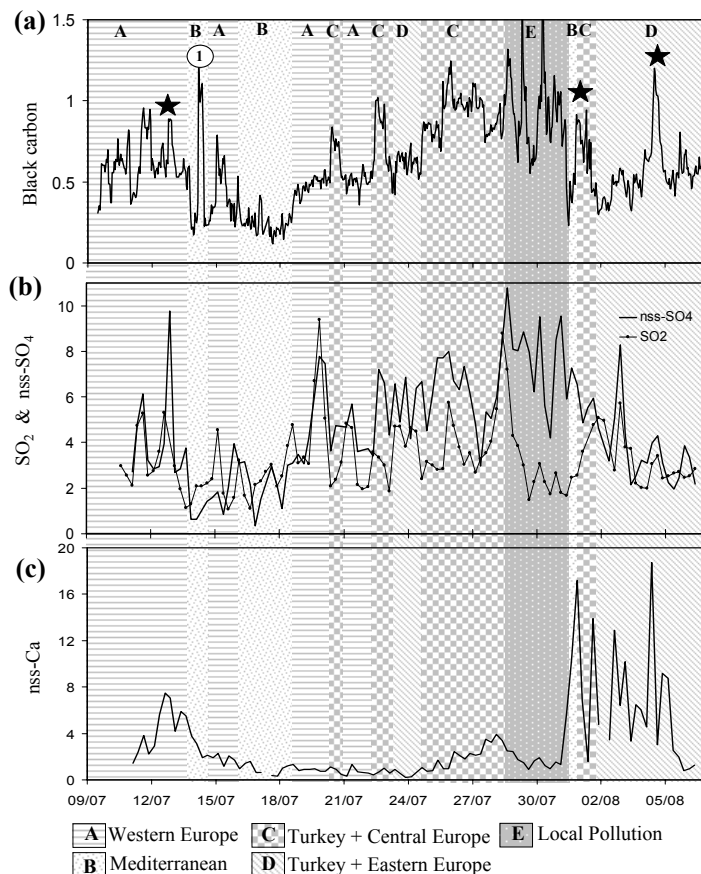 (a)
A B A B A C A C D C E B C D
1
1.5
1
0.5
0
Black carbon
(b)
nss-SO4
SO2
10
8
6
4
2
0
SO₂ & nss-SO₄
(c)
20
16
12
8
4
0
nss-Ca
09/07 12/07 15/07 18/07 21/07 24/07 27/07 30/07 02/08 05/08
A Western Europe C Turkey + Central Europe E Local Pollution
B Mediterranean D Turkey + Eastern Europe